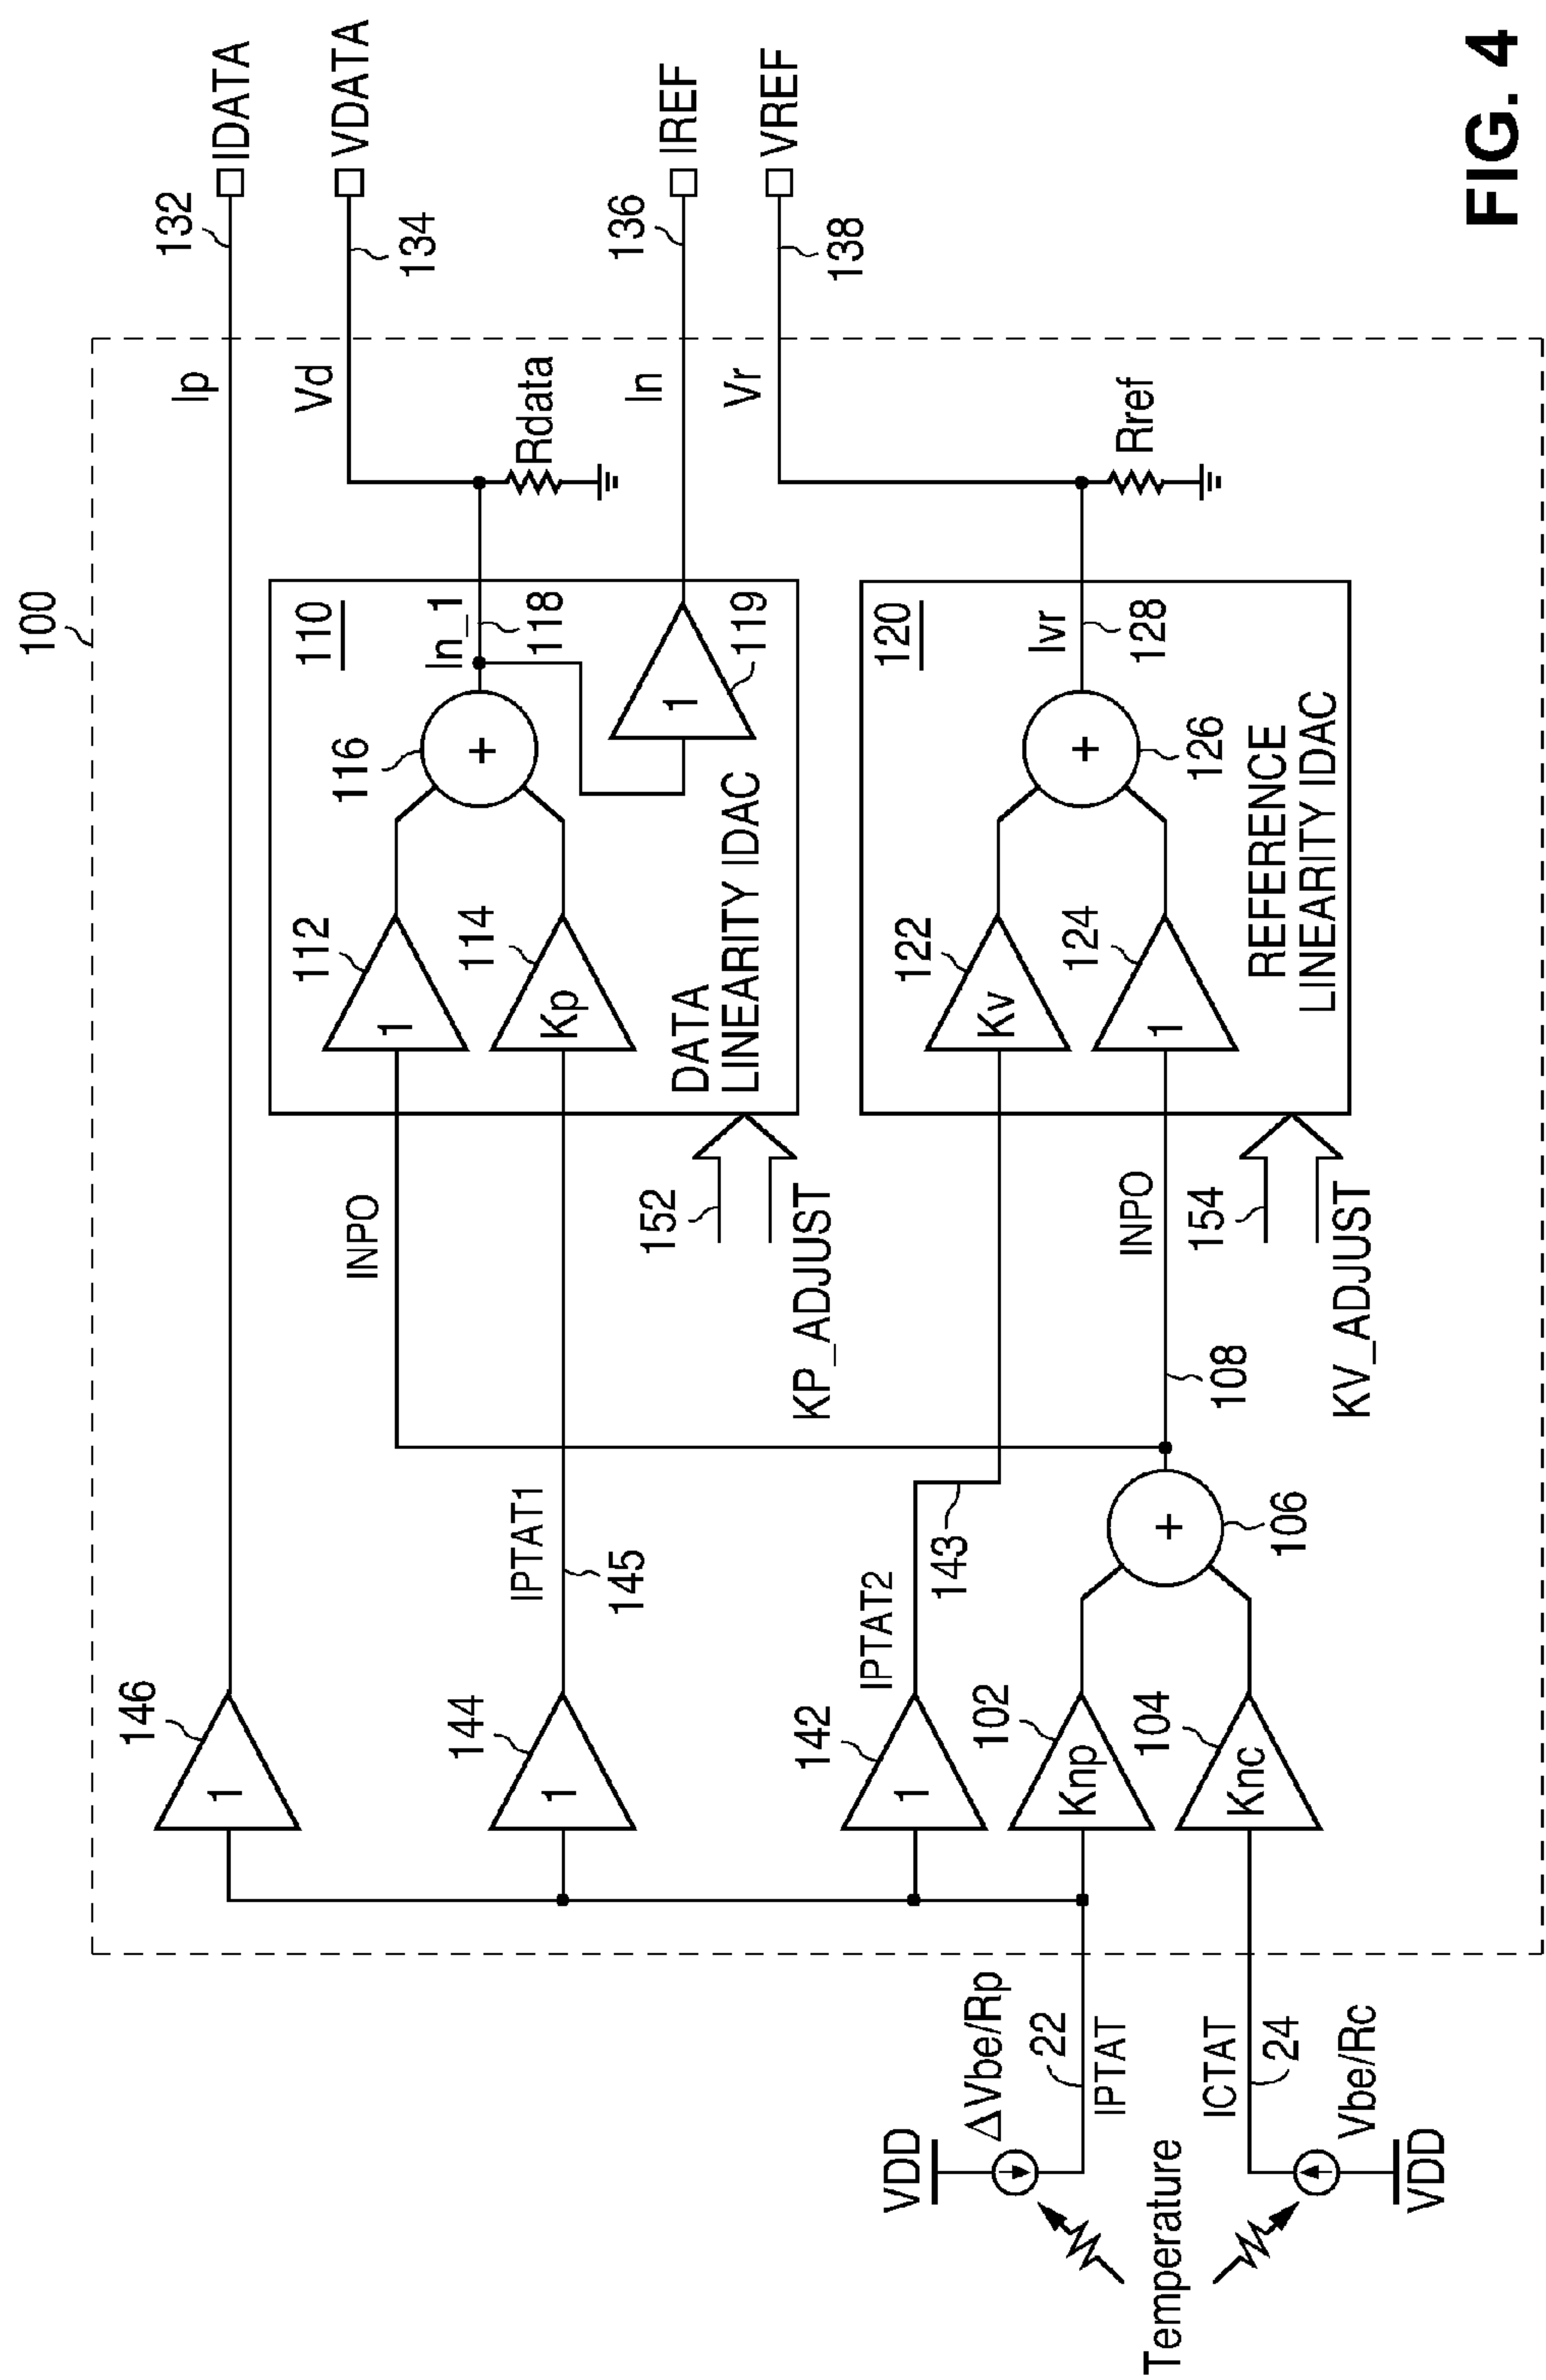 100
146
1
132
Ip
IDATA
144
1
IPTAT1
145
INPO
112
1
114
Kp
116
+
In_1
118
110
1
119
DATA
LINEARITY IDAC
152
KP_ADJUST
Vd
134
VDATA
Rdata
In
136
IREF
142
1
IPTAT2
143
102
Knp
104
Knc
106
+
108
INPO
122
Kv
124
1
126
+
Ivr
128
120
REFERENCE
LINEARITY IDAC
154
KV_ADJUST
Vr
138
VREF
Rref
VDD
ΔVbe/Rp
22
IPTAT
Temperature
ICTAT
24
Vbe/Rc
VDD
FIG. 4